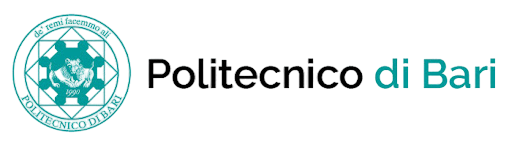 de' remi facemmo ali
1990
POLITECNICO DI BARI
Politecnico di Bari